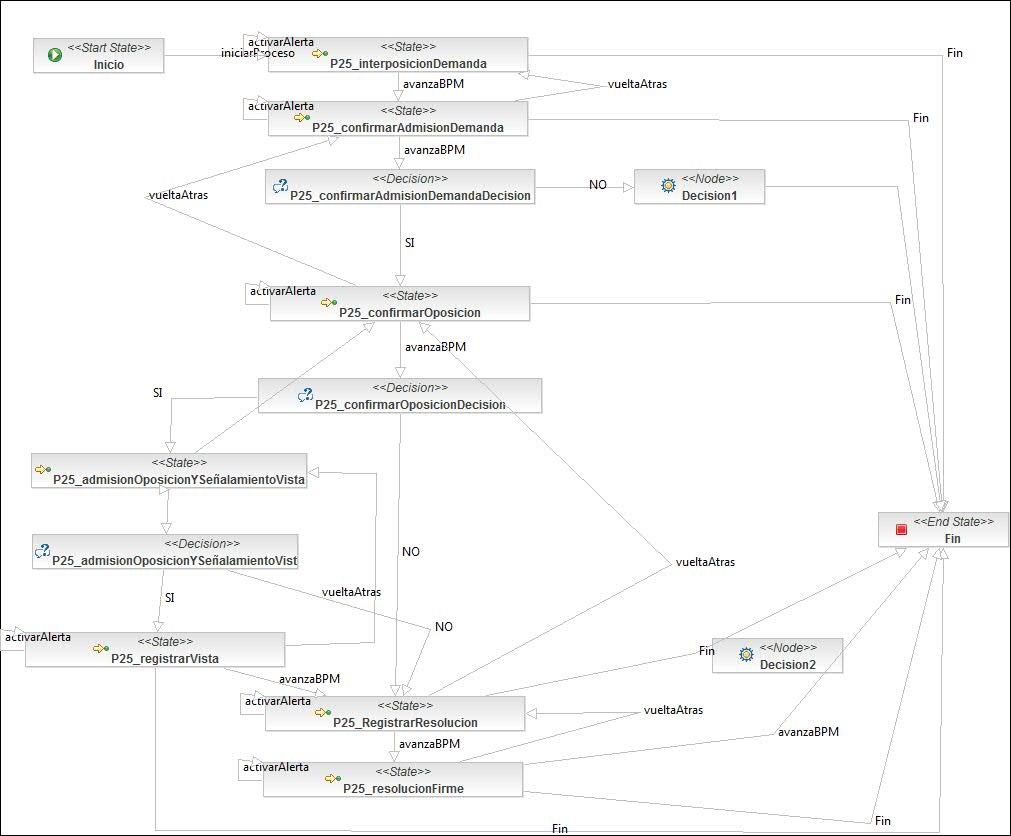 <<Start State>>
Inicio
iniciarProceso
activarAlerta
<<State>>
P25_interposicionDemanda
Fin
avanzaBPM
vueltaAtras
activarAlerta
<<State>>
P25_confirmarAdmisionDemanda
Fin
avanzaBPM
<<Decision>>
P25_confirmarAdmisionDemandaDecision
NO
<<Node>>
Decision1
vueltaAtras
SI
activarAlerta
<<State>>
P25_confirmarOposicion
Fin
avanzaBPM
<<Decision>>
P25_confirmarOposicionDecision
SI
<<State>>
P25_admisionOposicionYSeñalamientoVista
<<End State>>
Fin
<<Decision>>
P25_admisionOposicionYSeñalamientoVist
NO
vueltaAtras
SI
vueltaAtras
NO
activarAlerta
<<State>>
P25_registrarVista
Fin
<<Node>>
Decision2
avanzaBPM
activarAlerta
<<State>>
P25_RegistrarResolucion
vueltaAtras
avanzaBPM
avanzaBPM
activarAlerta
<<State>>
P25_resolucionFirme
Fin
Fin